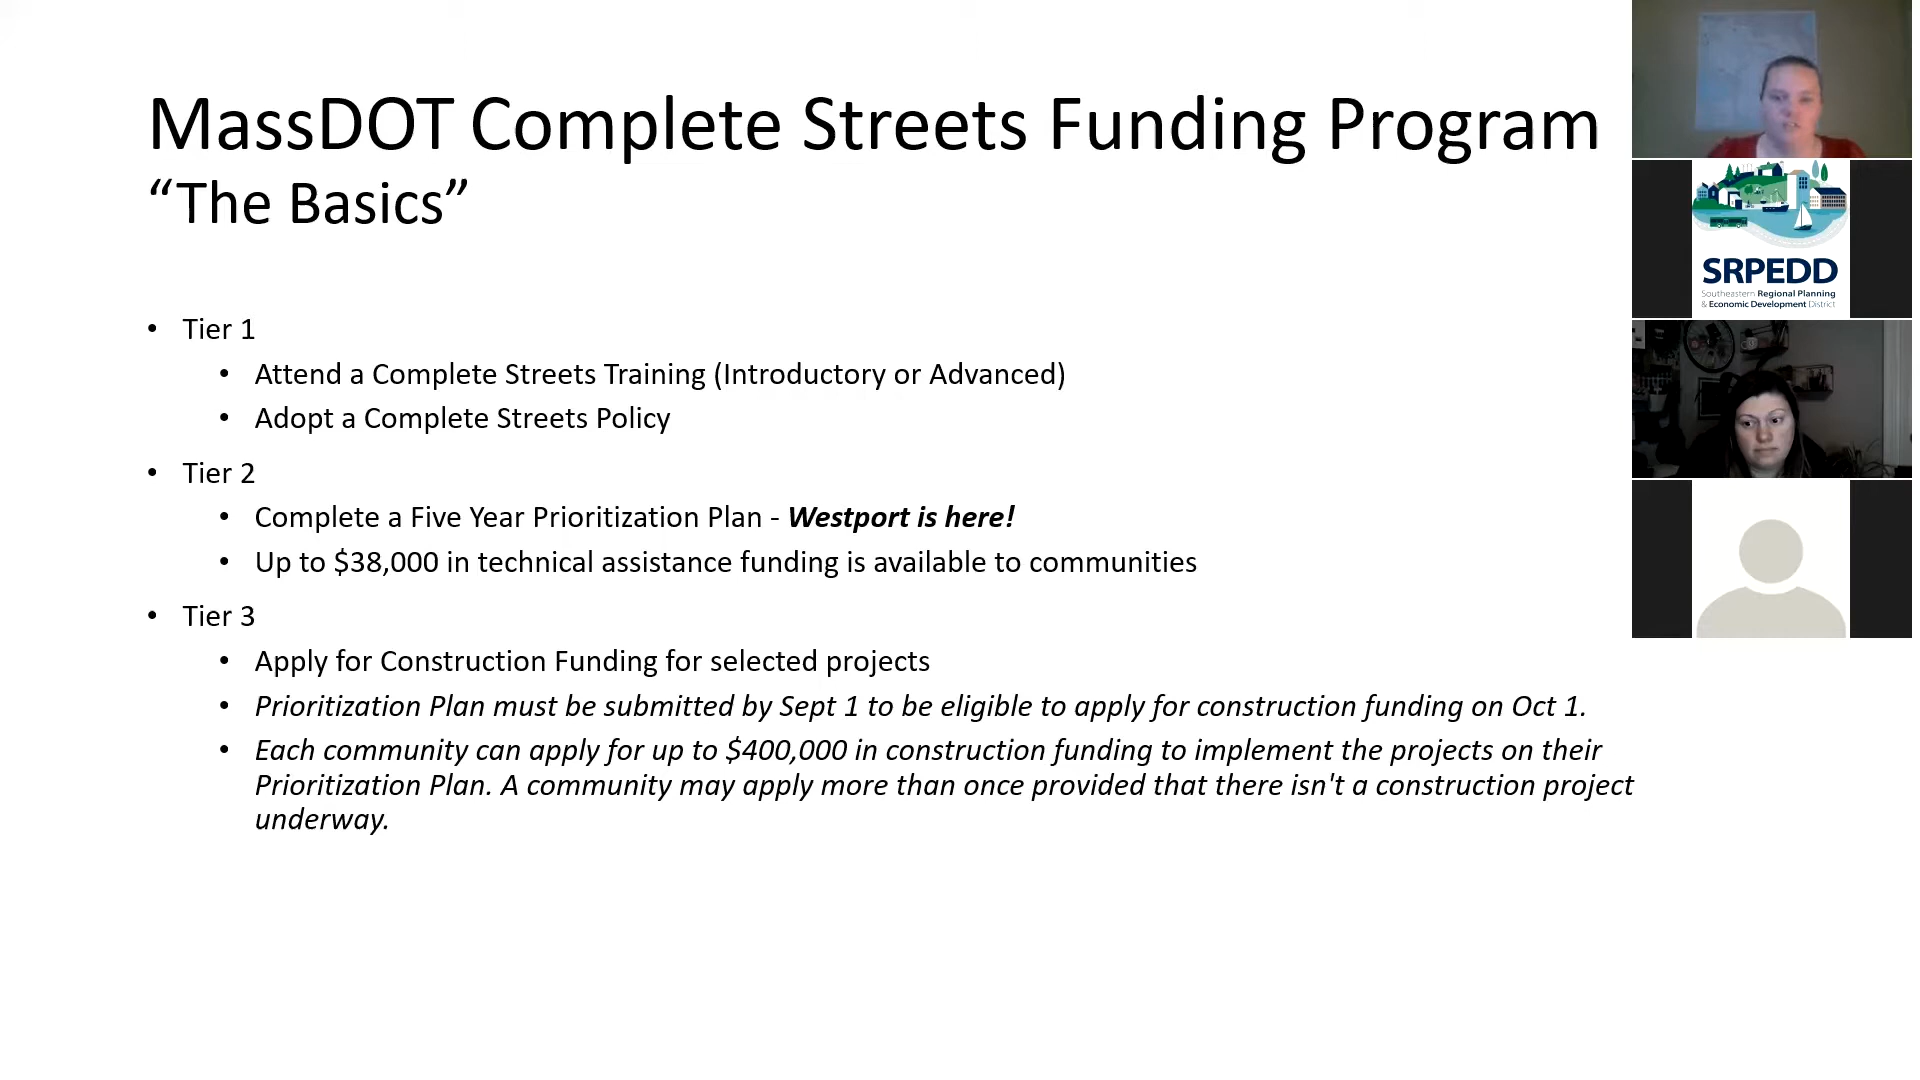 MassDOT Complete Streets Funding Program
“The Basics”
• Tier 1
• Attend a Complete Streets Training (Introductory or Advanced)
• Adopt a Complete Streets Policy
• Tier 2
• Complete a Five Year Prioritization Plan - Westport is here!
• Up to $38,000 in technical assistance funding is available to communities
• Tier 3
• Apply for Construction Funding for selected projects
• Prioritization Plan must be submitted by Sept 1 to be eligible to apply for construction funding on Oct 1.
• Each community can apply for up to $400,000 in construction funding to implement the projects on their
Prioritization Plan. A community may apply more than once provided that there isn't a construction project
underway.
SRPEDD
Southeastern Regional Planning
& Economic Development District